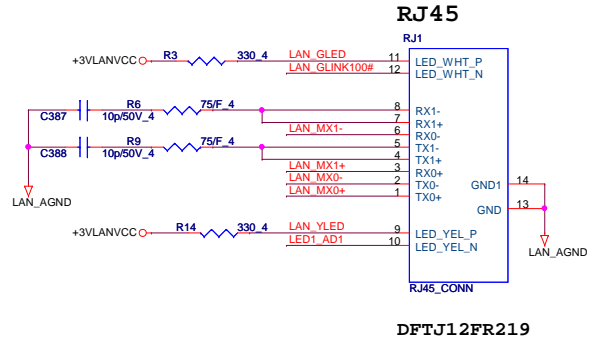 RJ45
RJ1
+3VLANVCC R3 330_4 LAN_GLED 11 LED_WHT_P
LAN_GLINK100# 12 LED_WHT_N
C387 10p/50V_4 R6 75/F_4 8 RX1-
7 RX1+
LAN_MX1- 6 RX0-
C388 10p/50V_4 R9 75/F_4 5 TX1-
4 TX1+
LAN_MX1+ 3 RX0+
LAN_MX0- 2 TX0-
LAN_MX0+ 1 TX0+
GND1 14
GND 13
LAN_AGND
LAN_AGND
+3VLANVCC R14 330_4 LAN_YLED 9 LED_YEL_P
LED1_AD1 10 LED_YEL_N
RJ45_CONN
DFTJ12FR219